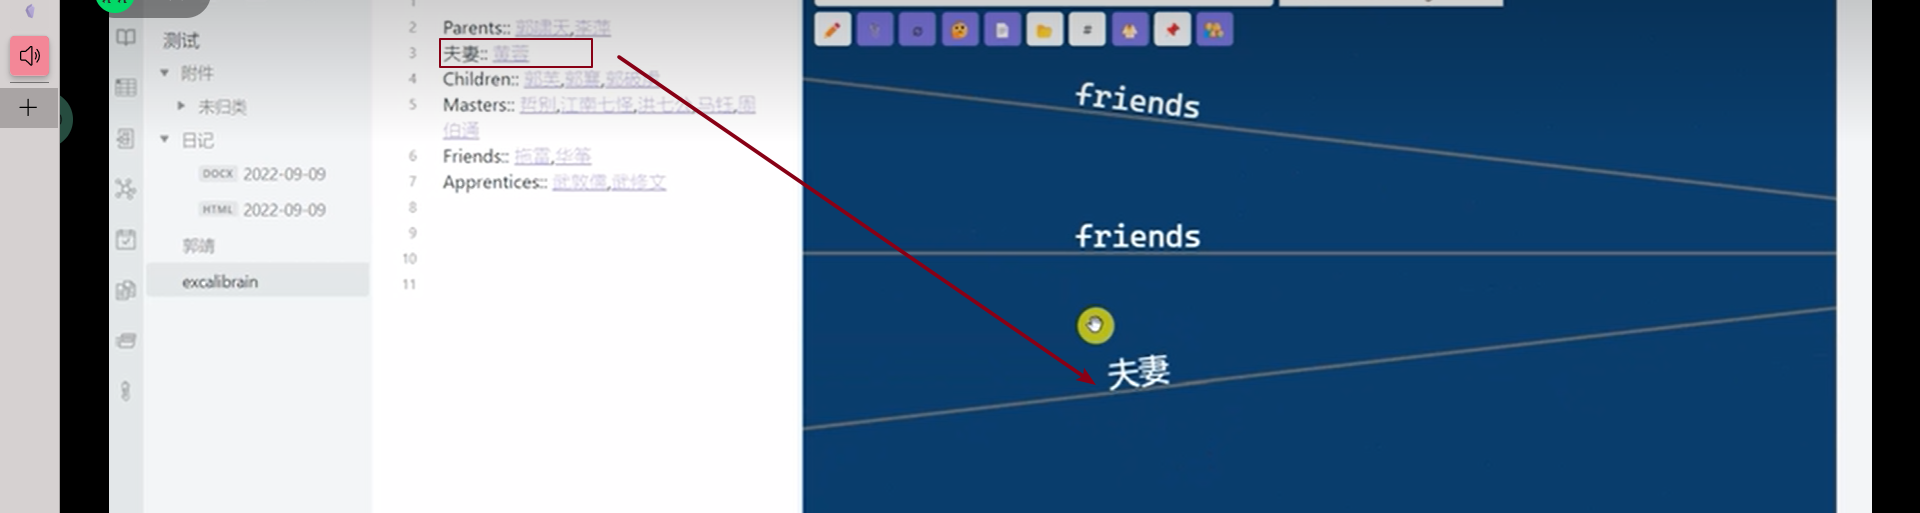 测试
附件
未归类
日记
DOCX 2022-09-09
HTML 2022-09-09
郭靖
excalibrain
1
2 Parents:: 郭啸天,李萍
3 夫妻:: 黄蓉
4 Children:: 郭芙,郭襄,郭破虏
5 Masters:: 哲别,江南七怪,洪七公,马钰,周
伯通
6 Friends:: 拖雷,华筝
7 Apprentices:: 武敦儒,武修文
8
9
10
11
#
friends
friends
夫妻